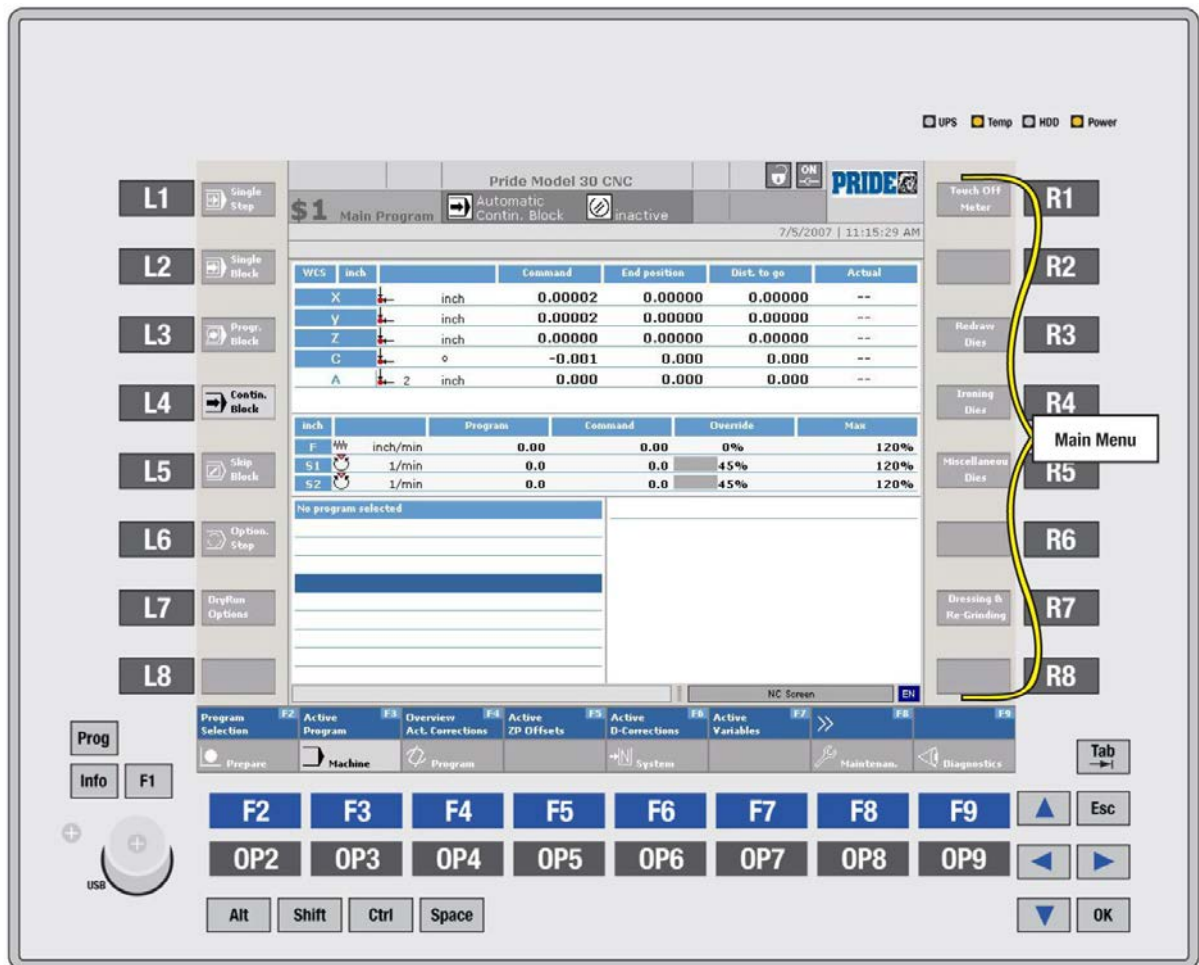 UPS Temp HDD Power
L1
L2
L3
L4
L5
L6
L7
L8
Single Step
Single Block
Progr. Block
Contin. Block
Skip Block
Option. Step
DryRun Options
Pride Model 30 CNC
ON
PRIDE
$1 Main Program
Automatic
Contin. Block
inactive
7/5/2007 | 11:15:29 AM
WCS inch Command End position Dist. to go Actual
X inch 0.00002 0.00000 0.00000 --
y inch 0.00002 0.00000 0.00000 --
Z inch 0.00000 0.00000 0.00000 --
C ° -0.001 0.000 0.000 --
A 2 inch 0.000 0.000 0.000 --
inch Program Command Override Max
F inch/min 0.00 0.00 0% 120%
S1 1/min 0.0 0.0 45% 120%
S2 1/min 0.0 0.0 45% 120%
No program selected
NC Screen EN
Touch Off Meter
Redraw Dies
Ironing Dies
Miscellaneou Dies
Dressing & Re-Grinding
R1
R2
R3
R4
R5
R6
R7
R8
Main Menu
Program Selection F2
Active Program F3
Overview Act. Corrections F4
Active ZP Offsets F5
Active D-Corrections F6
Active Variables F7
>> F8
F9
Prepare
Machine
Program
System
Maintenan.
Diagnostics
Prog
Info F1
USB
F2 F3 F4 F5 F6 F7 F8 F9
OP2 OP3 OP4 OP5 OP6 OP7 OP8 OP9
Alt Shift Ctrl Space
Tab
Esc
OK